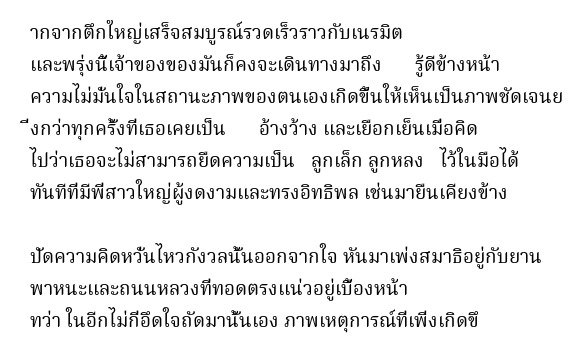 ากจากตึกใหญ่เสร็จสมบูรณ์รวดเร็วราวกับเนรมิต
และพรุ่งนี้เจ้าของของมันก็คงจะเดินทางมาถึง รู้ดีข้างหน้า
ความไม่มั่นใจในสถานะภาพของตนเองเกิดขึ้นให้เห็นเป็นภาพชัดเจนย
ิ่งกว่าทุกครั้งที่เธอเคยเป็น อ้างว้าง และเยือกเย็นเมื่อคิด
ไปว่าเธอจะไม่สามารถยึดความเป็น ลูกเล็ก ลูกหลง ไว้ในมือได้
ทันทีที่มีพี่สาวใหญ่ผู้งดงามและทรงอิทธิพล เช่นมายืนเคียงข้าง
ปัดความคิดหวั่นไหวกังวลนั้นออกจากใจ หันมาเพ่งสมาธิอยู่กับยาน
พาหนะและถนนหลวงที่ทอดตรงแน่วอยู่เบื้องหน้า
ทว่า ในอีกไม่กี่อึดใจถัดมานั้นเอง ภาพเหตุการณ์ที่เพิ่งเกิดขึ